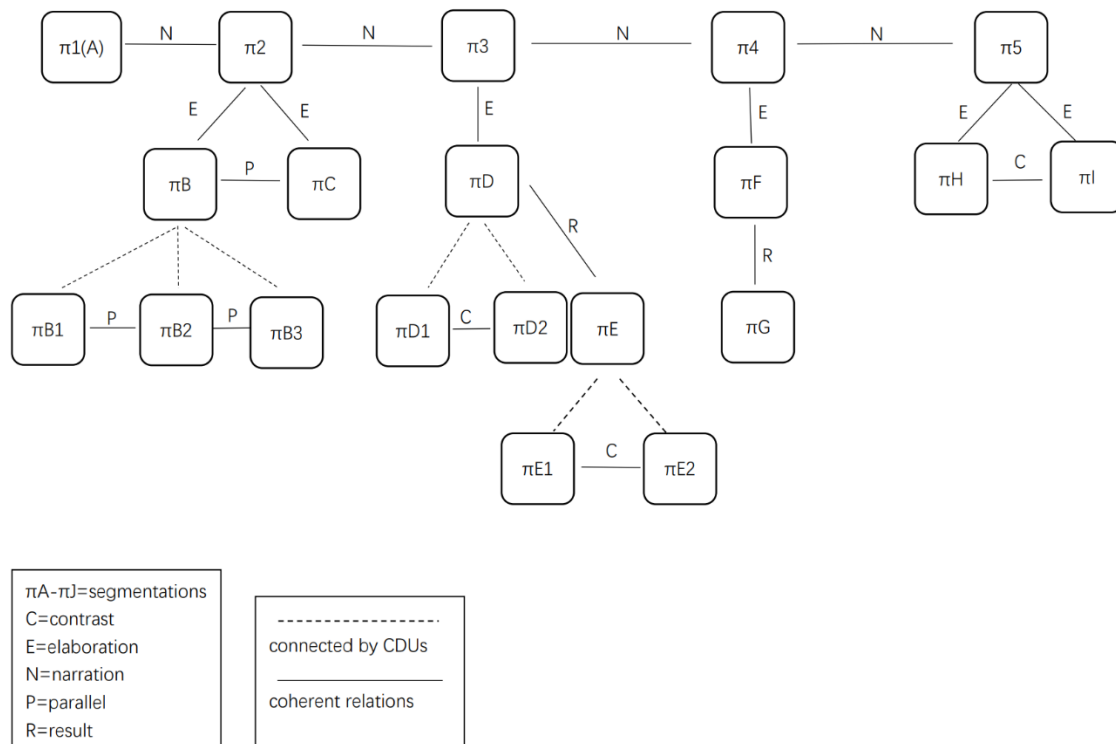 N N N N
π1(A) π2 π3 π4 π5
E E E E E E
P C
πB πC πD πF πH πI
R R
P P C
πB1 πB2 πB3 πD1 πD2 πE πG
C
πE1 πE2
πA-πJ=segmentations
C=contrast
E=elaboration
N=narration
P=parallel
R=result
connected by CDUs
coherent relations